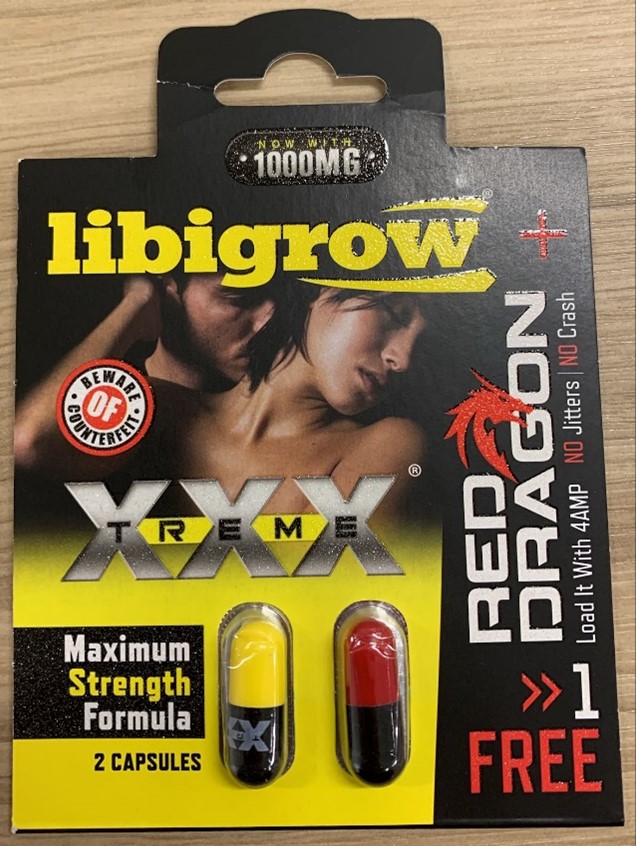 NOW WITH
1000MG
libigrow®
BEWARE
OF
COUNTERFEIT
XXX®
TREME
Maximum
Strength
Formula
2 CAPSULES
XX
+
RED
DRAGON
Load It With 4AMP NO Jitters | NO Crash
>> 1
FREE